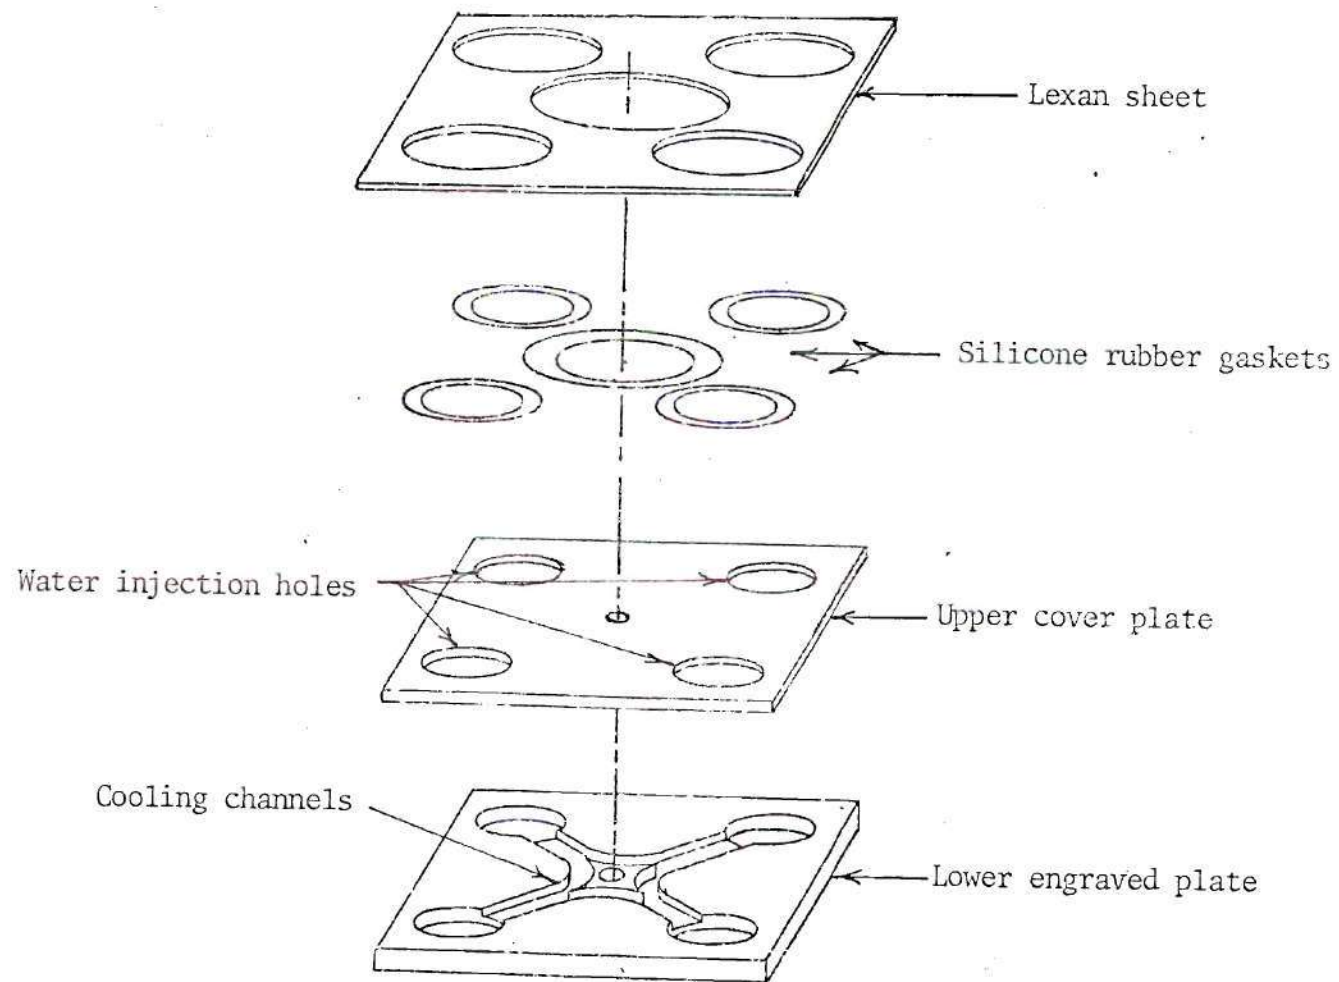 Lexan sheet
Silicone rubber gaskets
Water injection holes
Upper cover plate
Cooling channels
Lower engraved plate